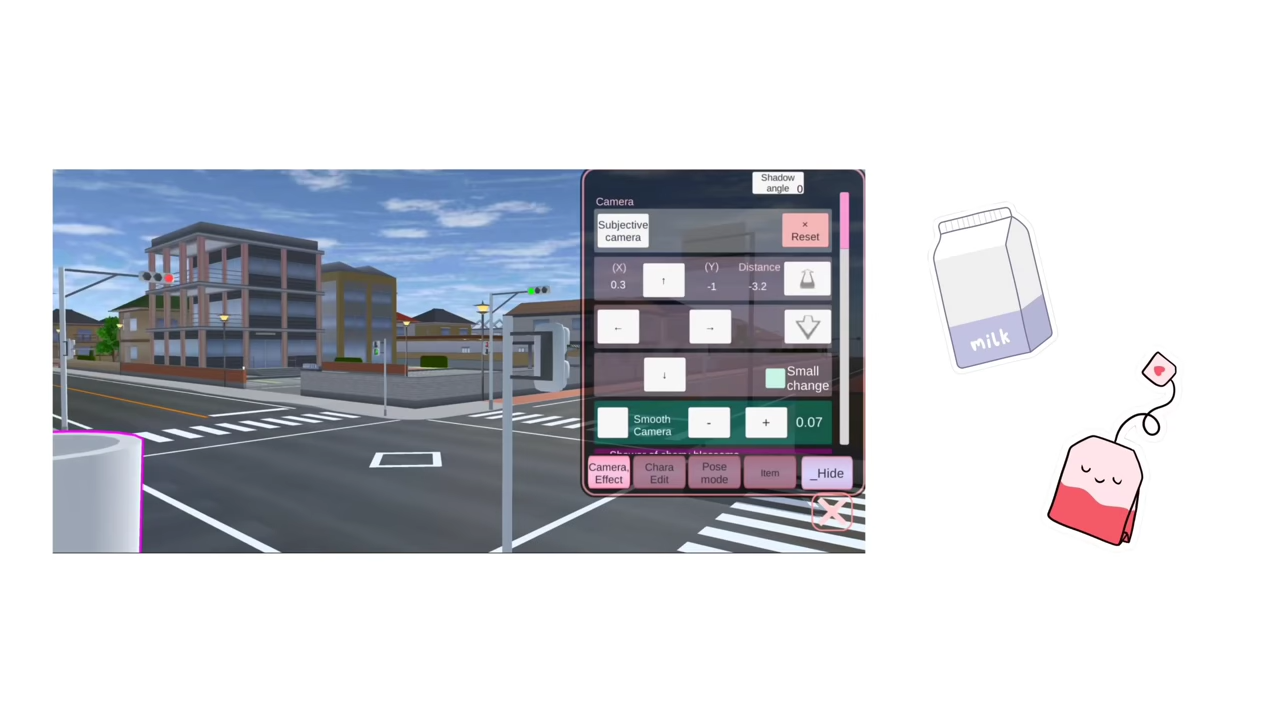 Shadow
angle 0
Camera
Subjective
camera
×
Reset
(X)
0.3
↑
(Y)
-1
Distance
-3.2
←
→
↓
Small
change
Smooth
Camera
-
+
0.07
Camera,
Effect
Chara
Edit
Pose
mode
Item
_Hide
milk